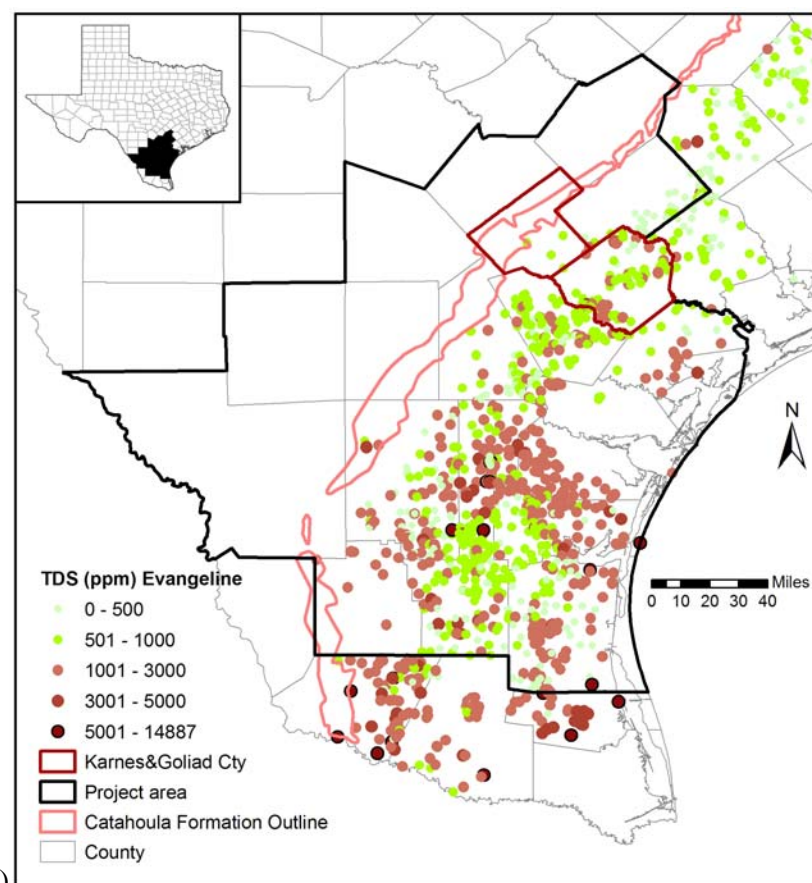 N
Miles
0 10 20 30 40
TDS (ppm) Evangeline
0 - 500
501 - 1000
1001 - 3000
3001 - 5000
5001 - 14887
Karnes&Goliad Cty
Project area
Catahoula Formation Outline
County
)